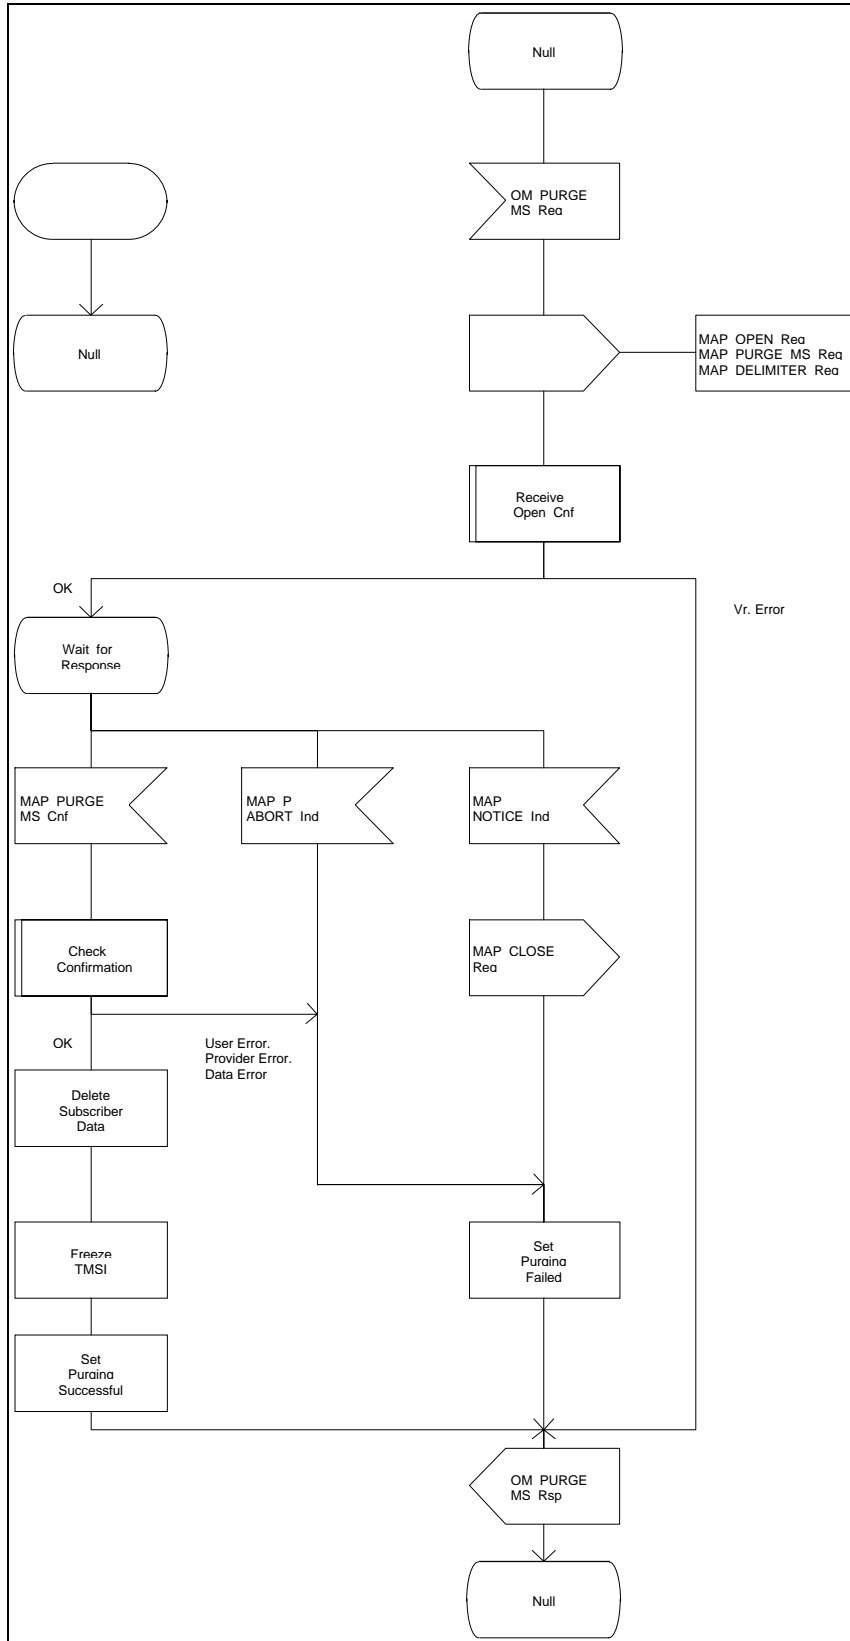 Null
OM PURGE
MS Req
Null
MAP OPEN Req
MAP PURGE MS Req
MAP DELIMITER Req
Receive
Open Cnf
OK
Vr. Error
Wait for
Response
MAP PURGE
MS Cnf
MAP P
ABORT Ind
MAP
NOTICE Ind
Check
Confirmation
MAP CLOSE
Req
OK
User Error.
Provider Error.
Data Error
Delete
Subscriber
Data
Freeze
TMSI
Set
Purging
Failed
Set
Purging
Successful
OM PURGE
MS Rsp
Null